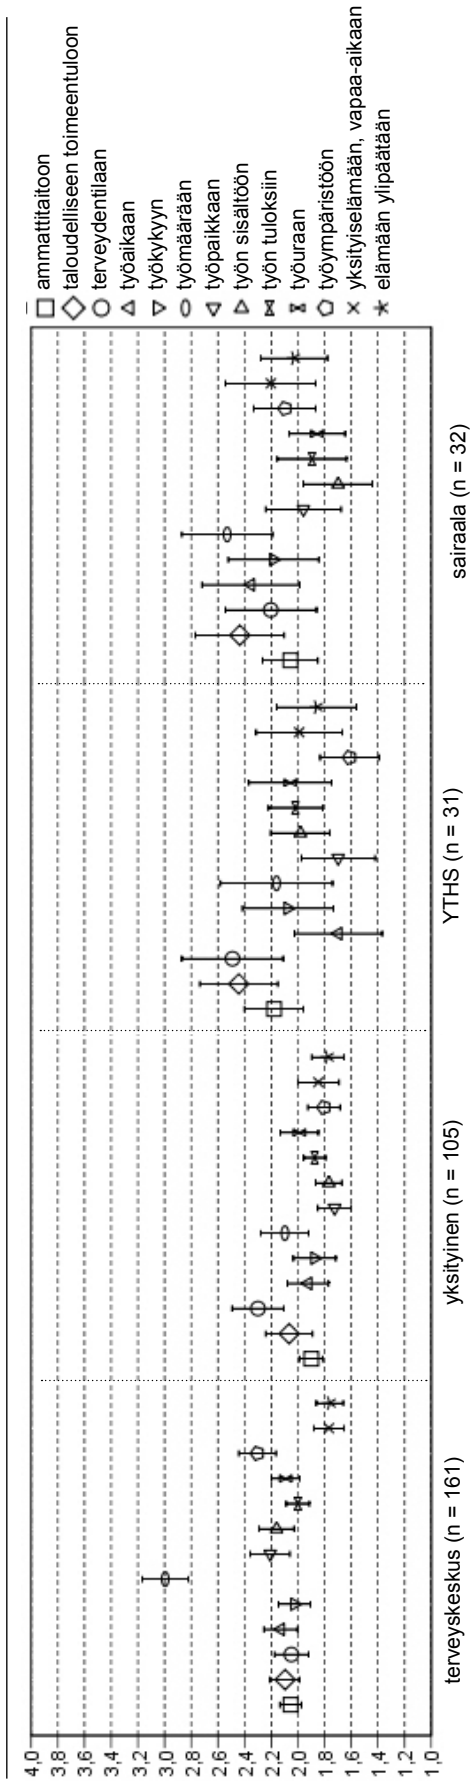 4,0
3,8
3,6
3,4
3,2
3,0
2,8
2,6
2,4
2,2
2,0
1,8
1,6
1,4
1,2
1,0
terveyskeskus (n = 161)
yksityinen (n = 105)
YTHS (n = 31)
sairaala (n = 32)
ammattitaitoon
taloudelliseen toimeentuloon
terveydentilaan
työaikaan
työkykyyn
työmäärään
työpaikkaan
työn sisältöön
työn tuloksiin
työuraan
työympäristöön
yksityiselämään, vapaa-aikaan
elämään ylipäätään